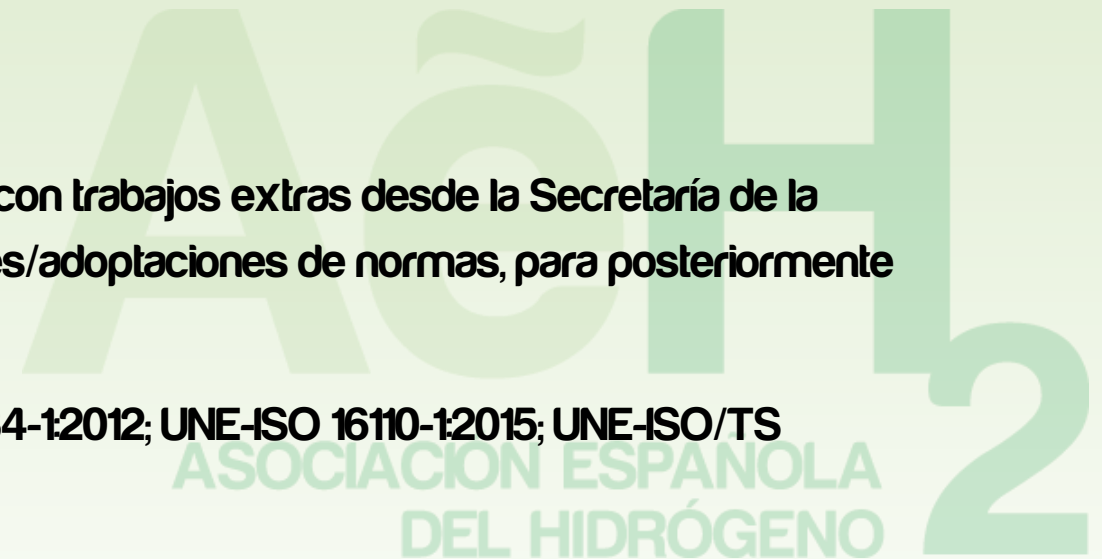 AeH2
con trabajos extras desde la Secretaría de la
es/adoptaciones de normas, para posteriormente
4-1:2012; UNE-ISO 16110-1:2015; UNE-ISO/TS
ASOCIACIÓN ESPAÑOLA
DEL HIDRÓGENO